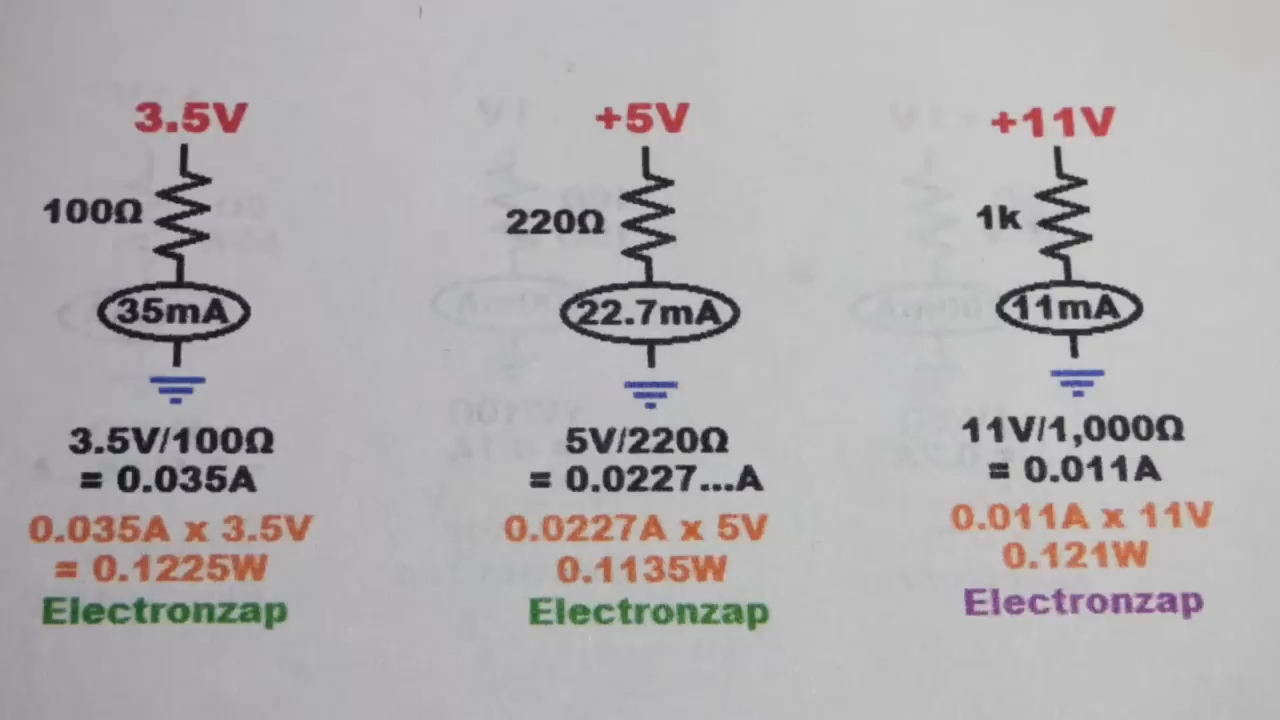 3.5V
100Ω
35mA
3.5V/100Ω
= 0.035A
0.035A x 3.5V
= 0.1225W
Electronzap
+5V
220Ω
22.7mA
5V/220Ω
= 0.0227...A
0.0227A x 5V
0.1135W
Electronzap
+11V
1k
11mA
11V/1,000Ω
= 0.011A
0.011A x 11V
0.121W
Electronzap